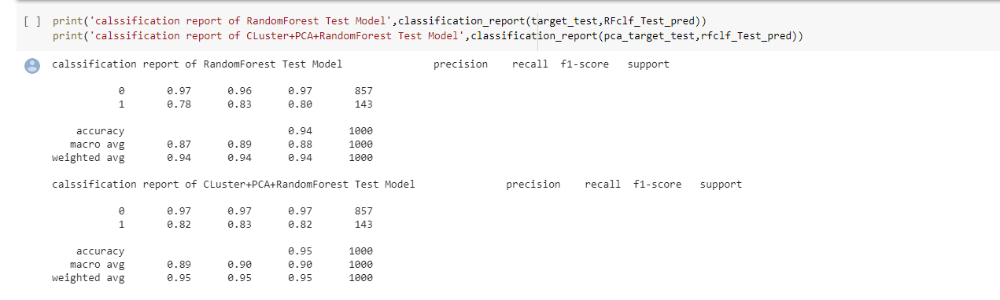 [ ] print('calssification report of RandomForest Test Model',classification_report(target_test,RFclf_Test_pred))
print('calssification report of CLuster+PCA+RandomForest Test Model',classification_report(pca_target_test,rfclf_Test_pred))
calssification report of RandomForest Test Model precision recall f1-score support
0 0.97 0.96 0.97 857
1 0.78 0.83 0.80 143
accuracy 0.94 1000
macro avg 0.87 0.89 0.88 1000
weighted avg 0.94 0.94 0.94 1000
calssification report of CLuster+PCA+RandomForest Test Model precision recall f1-score support
0 0.97 0.97 0.97 857
1 0.82 0.83 0.82 143
accuracy 0.95 1000
macro avg 0.89 0.90 0.90 1000
weighted avg 0.95 0.95 0.95 1000